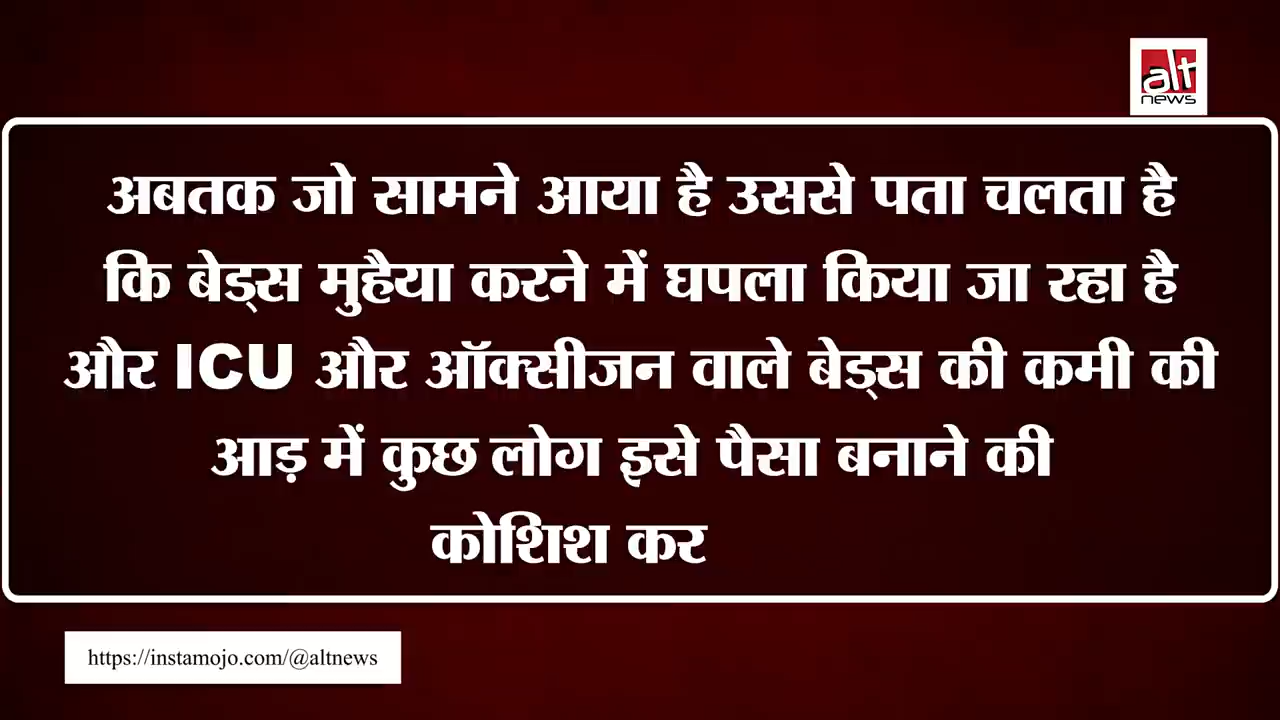 alt
news
अबतक जो सामने आया है उससे पता चलता है
कि बेड्स मुहैया करने में घपला किया जा रहा है
और ICU और ऑक्सीजन वाले बेड्स की कमी की
आड़ में कुछ लोग इसे पैसा बनाने की
कोशिश कर
https://instamojo.com/@altnews